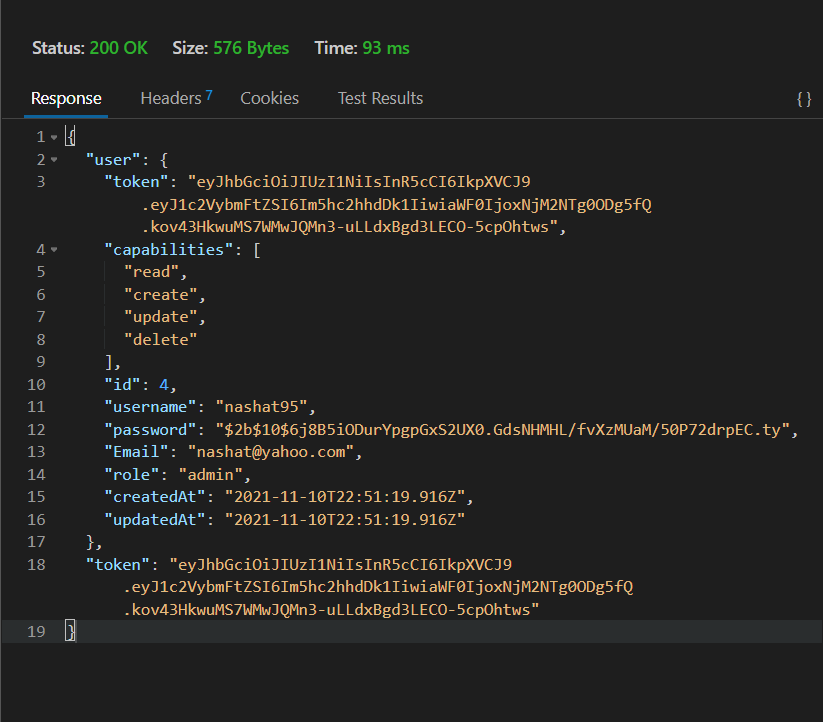 Status: 200 OK Size: 576 Bytes Time: 93 ms
Response Headers 7 Cookies Test Results {}
1 {
2 "user": {
3 "token": "eyJhbGciOiJIUzI1NiIsInR5cCI6IkpXVCJ9
.eyJ1c2VybmFtZSI6Im5hc2hhdDk1IiwiaWF0IjoxNjM2NTg0ODg5fQ
.kov43HkwuMS7WMwJQMn3-uLLdxBgd3LECO-5cpOhtws",
4 "capabilities": [
5 "read",
6 "create",
7 "update",
8 "delete"
9 ],
10 "id": 4,
11 "username": "nashat95",
12 "password": "$2b$10$6j8B5iODurYpgpGxS2UX0.GdsNHMHL/fvXzMUaM/50P72drpEC.ty",
13 "Email": "nashat@yahoo.com",
14 "role": "admin",
15 "createdAt": "2021-11-10T22:51:19.916Z",
16 "updatedAt": "2021-11-10T22:51:19.916Z"
17 },
18 "token": "eyJhbGciOiJIUzI1NiIsInR5cCI6IkpXVCJ9
.eyJ1c2VybmFtZSI6Im5hc2hhdDk1IiwiaWF0IjoxNjM2NTg0ODg5fQ
.kov43HkwuMS7WMwJQMn3-uLLdxBgd3LECO-5cpOhtws"
19 }